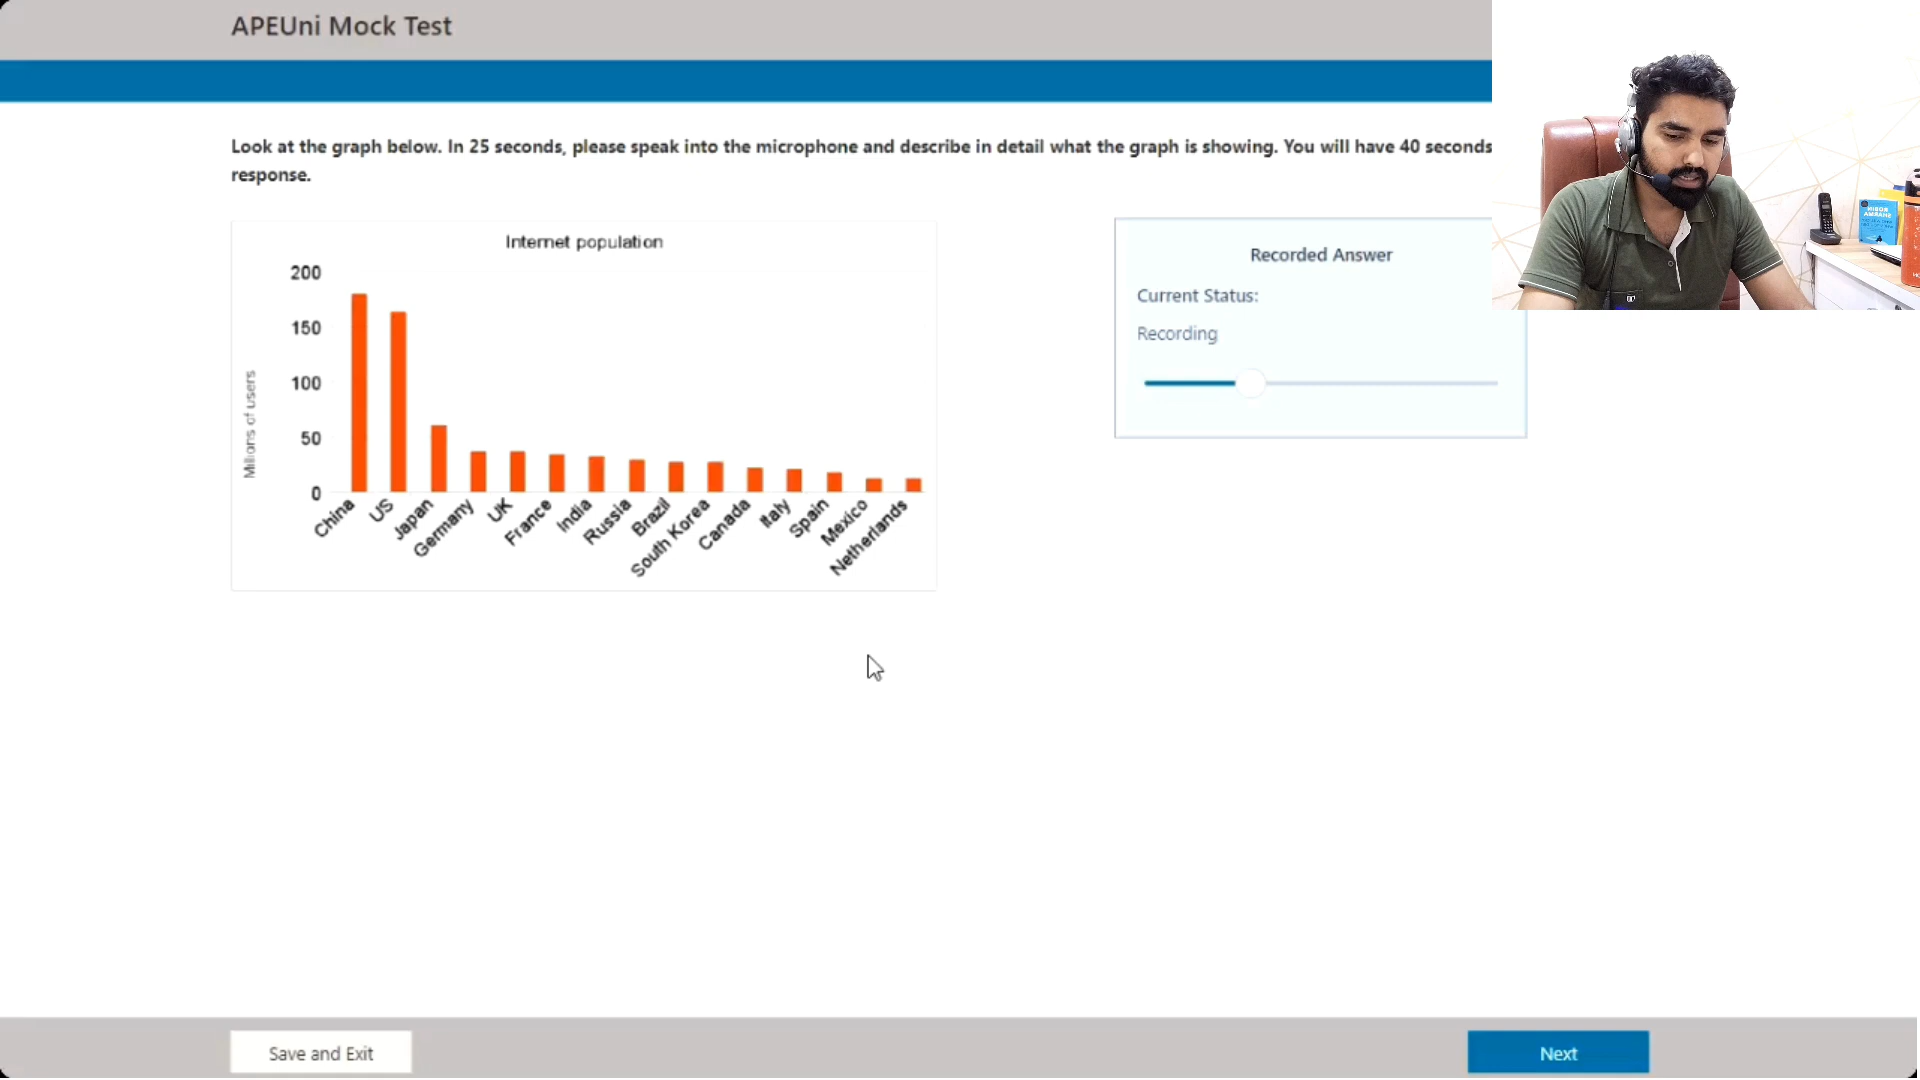 APEUni Mock Test
Look at the graph below. In 25 seconds, please speak into the microphone and describe in detail what the graph is showing. You will have 40 seconds
response.
Internet population
200
150
100
50
0
Millions of users
China
US
Japan
Germany
UK
France
India
Russia
Brazil
South Korea
Canada
Italy
Spain
Mexico
Netherlands
Recorded Answer
Current Status:
Recording
Save and Exit
Next